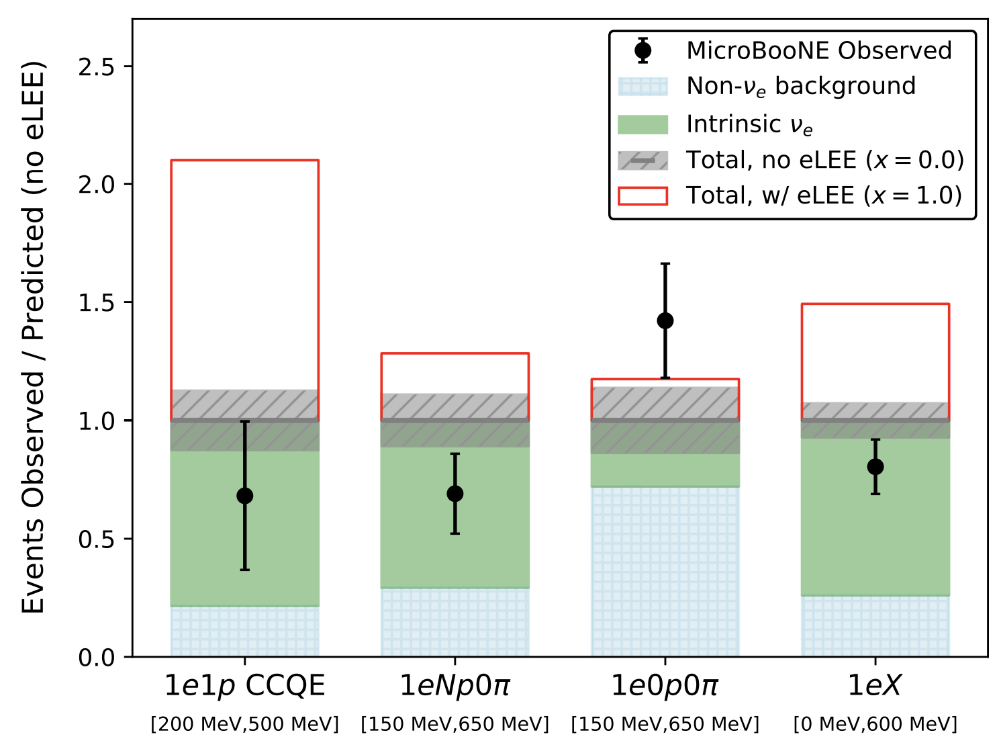 Events Observed / Predicted (no eLEE)
2.5
2.0
1.5
1.0
0.5
0.0
MicroBooNE Observed
Non-νe background
Intrinsic νe
Total, no eLEE (x = 0.0)
Total, w/ eLEE (x = 1.0)
1e1p CCQE
1eNp0π
1e0p0π
1eX
[200 MeV,500 MeV]
[150 MeV,650 MeV]
[150 MeV,650 MeV]
[0 MeV,600 MeV]